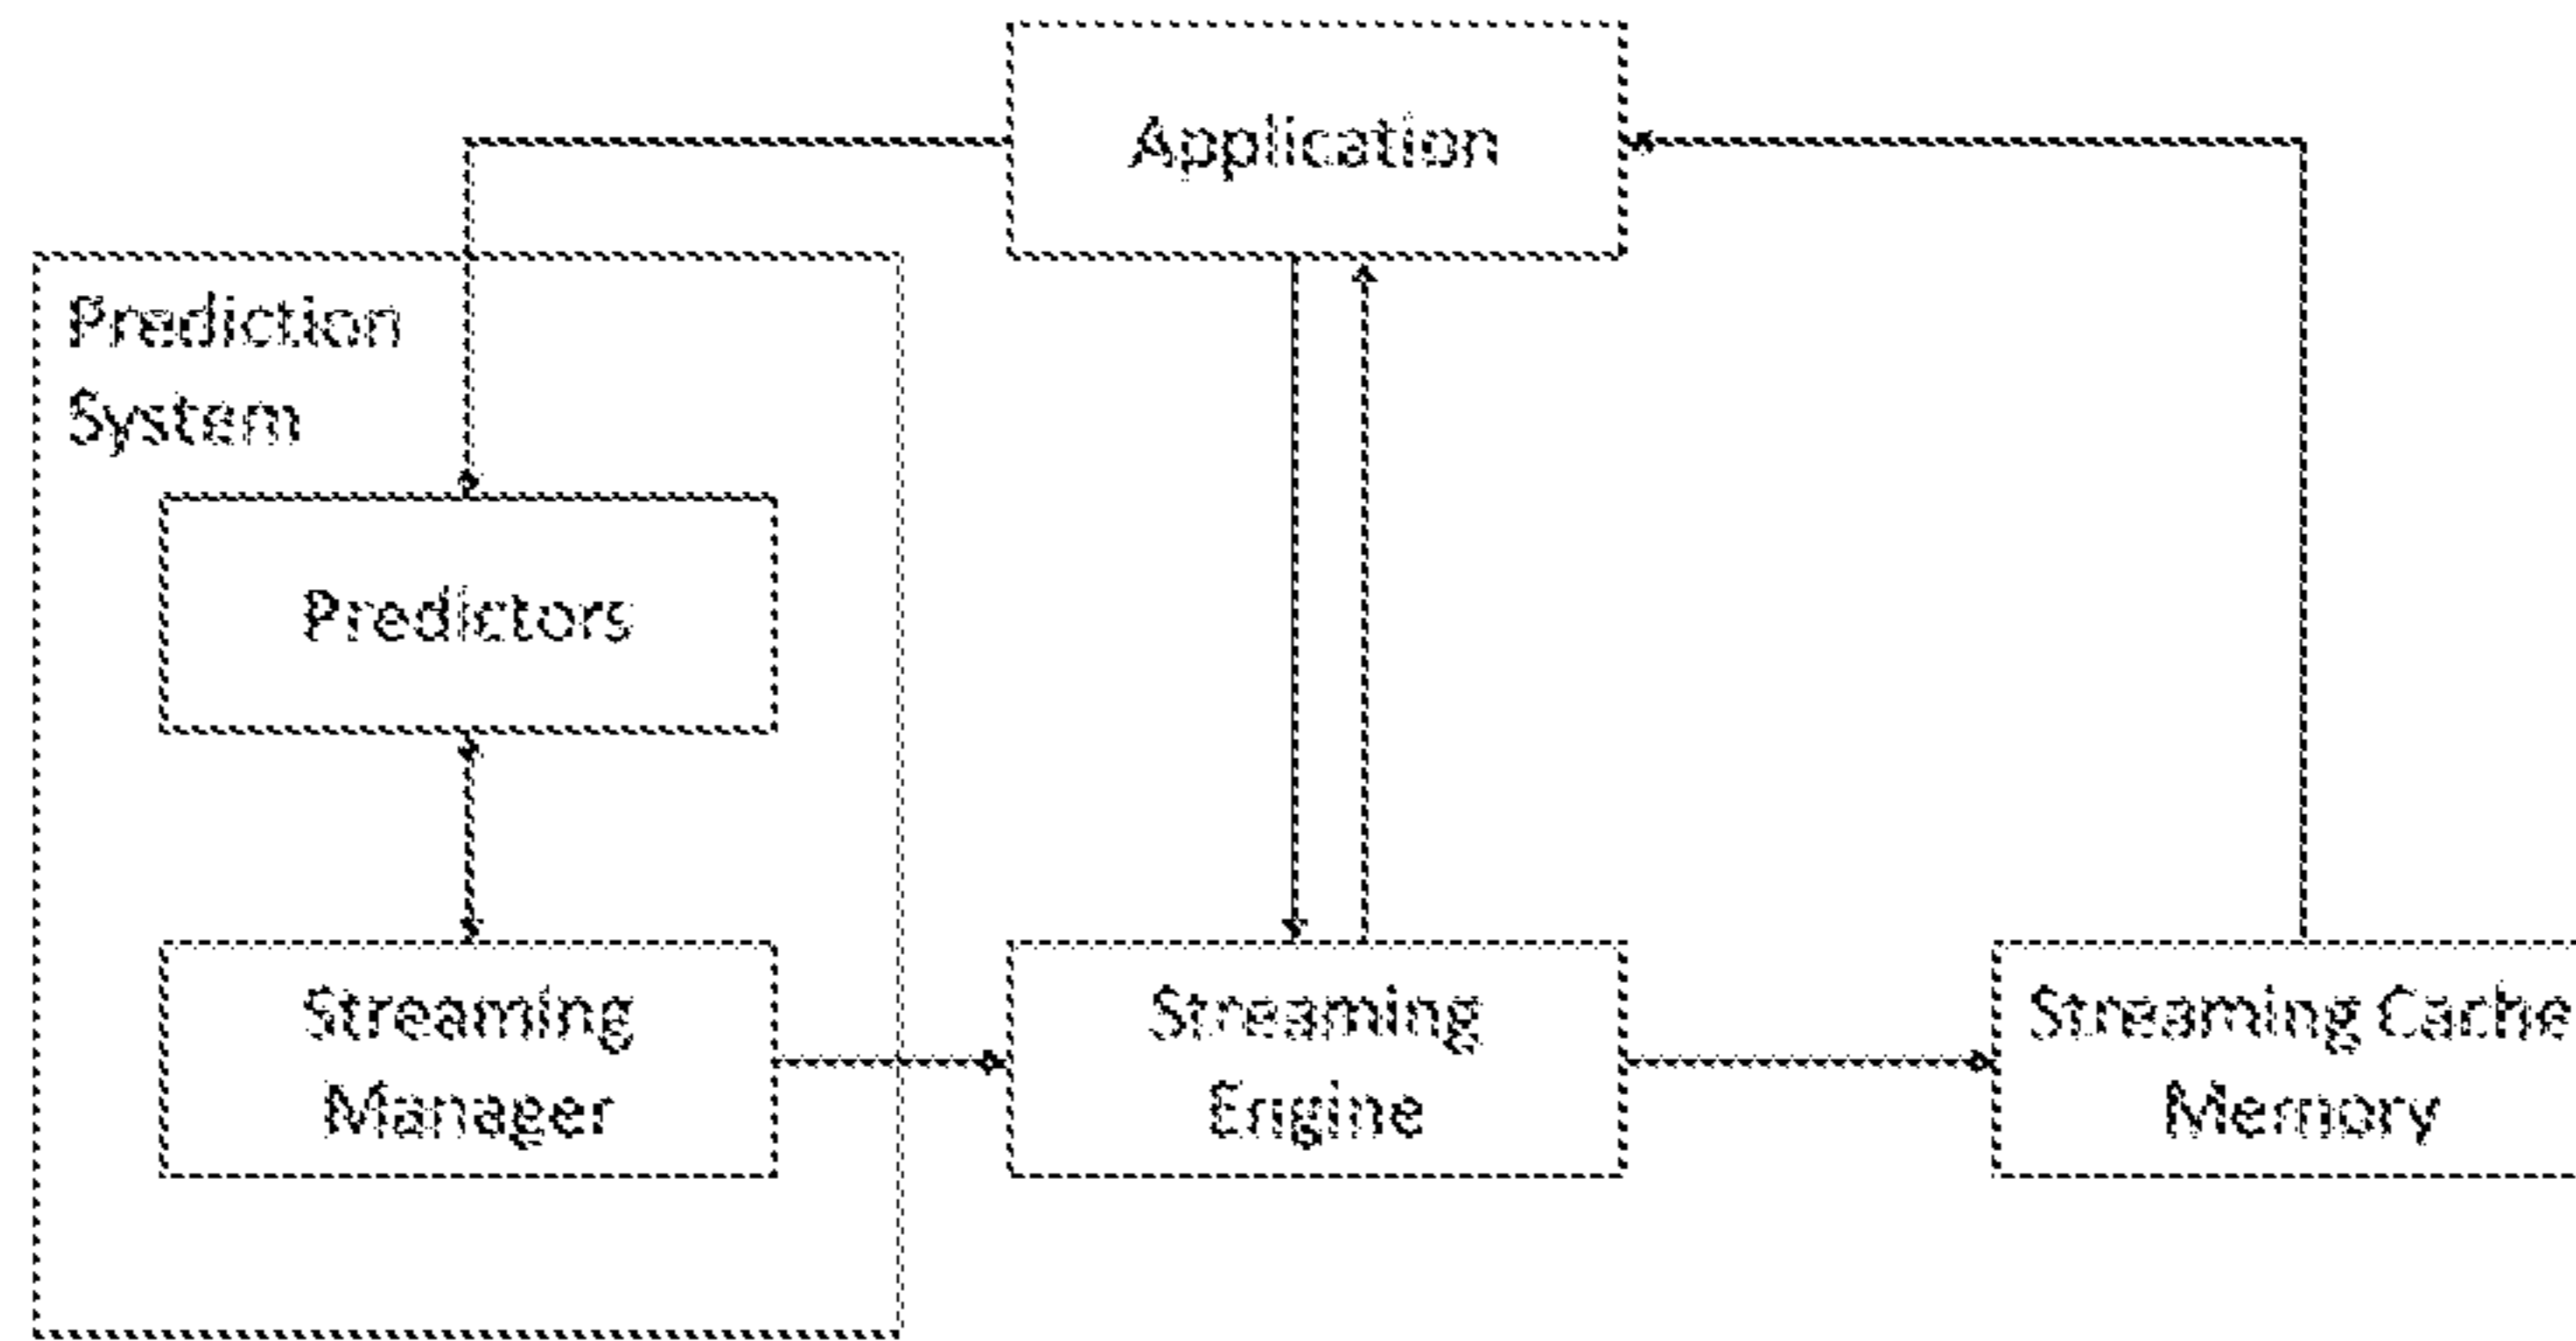 Application
Prediction
System
Predictors
Streaming
Manager
Streaming
Engine
Streaming Cache
Memory